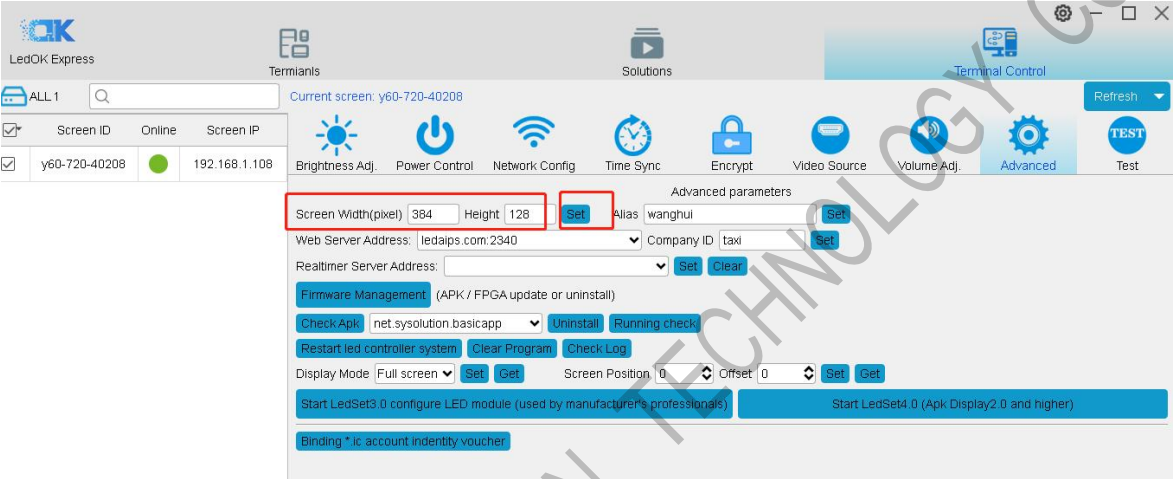 LOK
LedOK Express
Termianls
Solutions
Terminal Control
ALL 1
Current screen: y60-720-40208
Refresh
Screen ID Online Screen IP
y60-720-40208 192.168.1.108
Brightness Adj. Power Control Network Config Time Sync Encrypt Video Source Volume Adj. Advanced TEST Test
Advanced parameters
Screen Width(pixel) 384 Height 128 Set Alias wanghui Set
Web Server Address: ledaips.com:2340 Company ID taxi Set
Realtimer Server Address: Set Clear
Firmware Management (APK / FPGA update or uninstall)
Check Apk net.sysolution.basicapp Uninstall Running check
Restart led controller system Clear Program Check Log
Display Mode Full screen Set Get Screen Position 0 Offset 0 Set Get
Start LedSet3.0 configure LED module (used by manufacturer's professionals) Start LedSet4.0 (Apk Display2.0 and higher)
Binding *.ic account indentity voucher
TECHNOLOGY